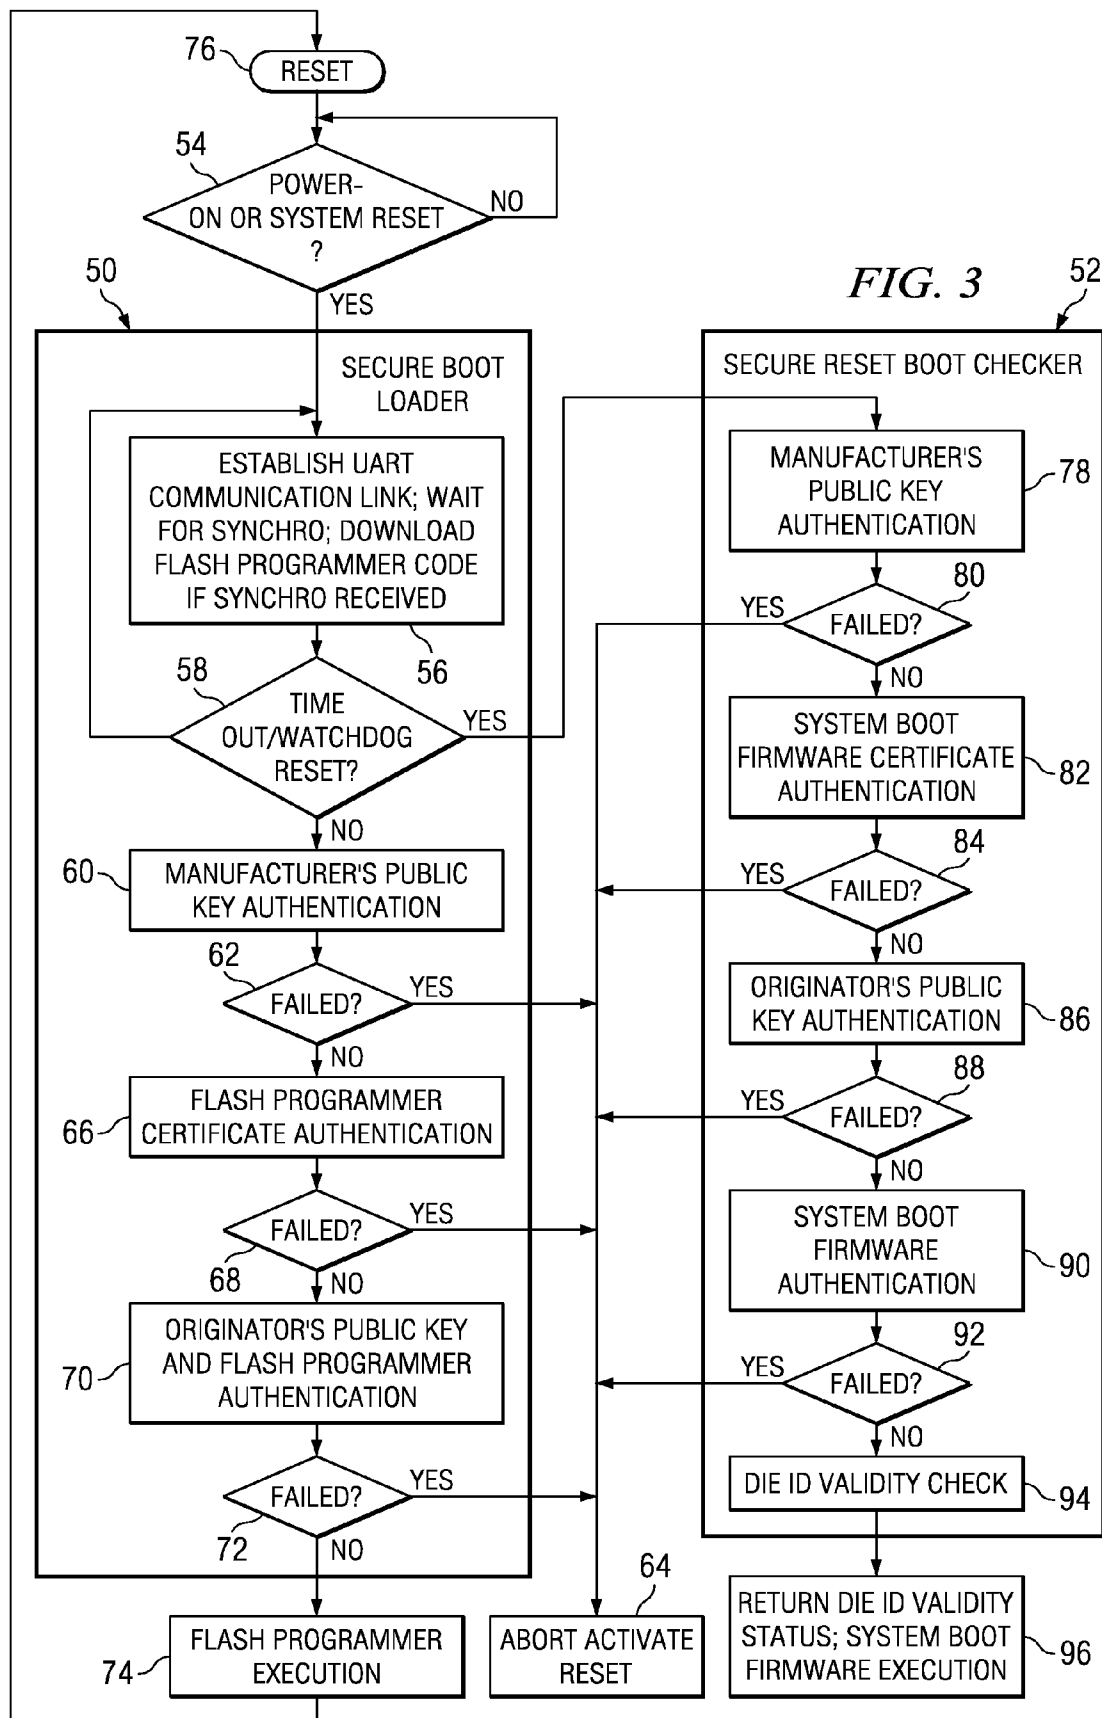 76
RESET
54
POWER-
ON OR SYSTEM RESET
?
NO
YES
FIG. 3
50
SECURE BOOT
LOADER
ESTABLISH UART
COMMUNICATION LINK; WAIT
FOR SYNCHRO; DOWNLOAD
FLASH PROGRAMMER CODE
IF SYNCHRO RECEIVED
56
58
TIME
OUT/WATCHDOG
RESET?
YES
NO
60
MANUFACTURER'S PUBLIC
KEY AUTHENTICATION
62
FAILED?
YES
NO
66
FLASH PROGRAMMER
CERTIFICATE AUTHENTICATION
FAILED?
YES
68
NO
70
ORIGINATOR'S PUBLIC KEY
AND FLASH PROGRAMMER
AUTHENTICATION
FAILED?
YES
72
NO
74
FLASH PROGRAMMER
EXECUTION
64
ABORT ACTIVATE
RESET
52
SECURE RESET BOOT CHECKER
MANUFACTURER'S
PUBLIC KEY
AUTHENTICATION
78
80
YES
FAILED?
NO
SYSTEM BOOT
FIRMWARE CERTIFICATE
AUTHENTICATION
82
84
YES
FAILED?
NO
ORIGINATOR'S PUBLIC
KEY AUTHENTICATION
86
88
YES
FAILED?
NO
SYSTEM BOOT
FIRMWARE
AUTHENTICATION
90
92
YES
FAILED?
NO
DIE ID VALIDITY CHECK
94
RETURN DIE ID VALIDITY
STATUS; SYSTEM BOOT
FIRMWARE EXECUTION
96